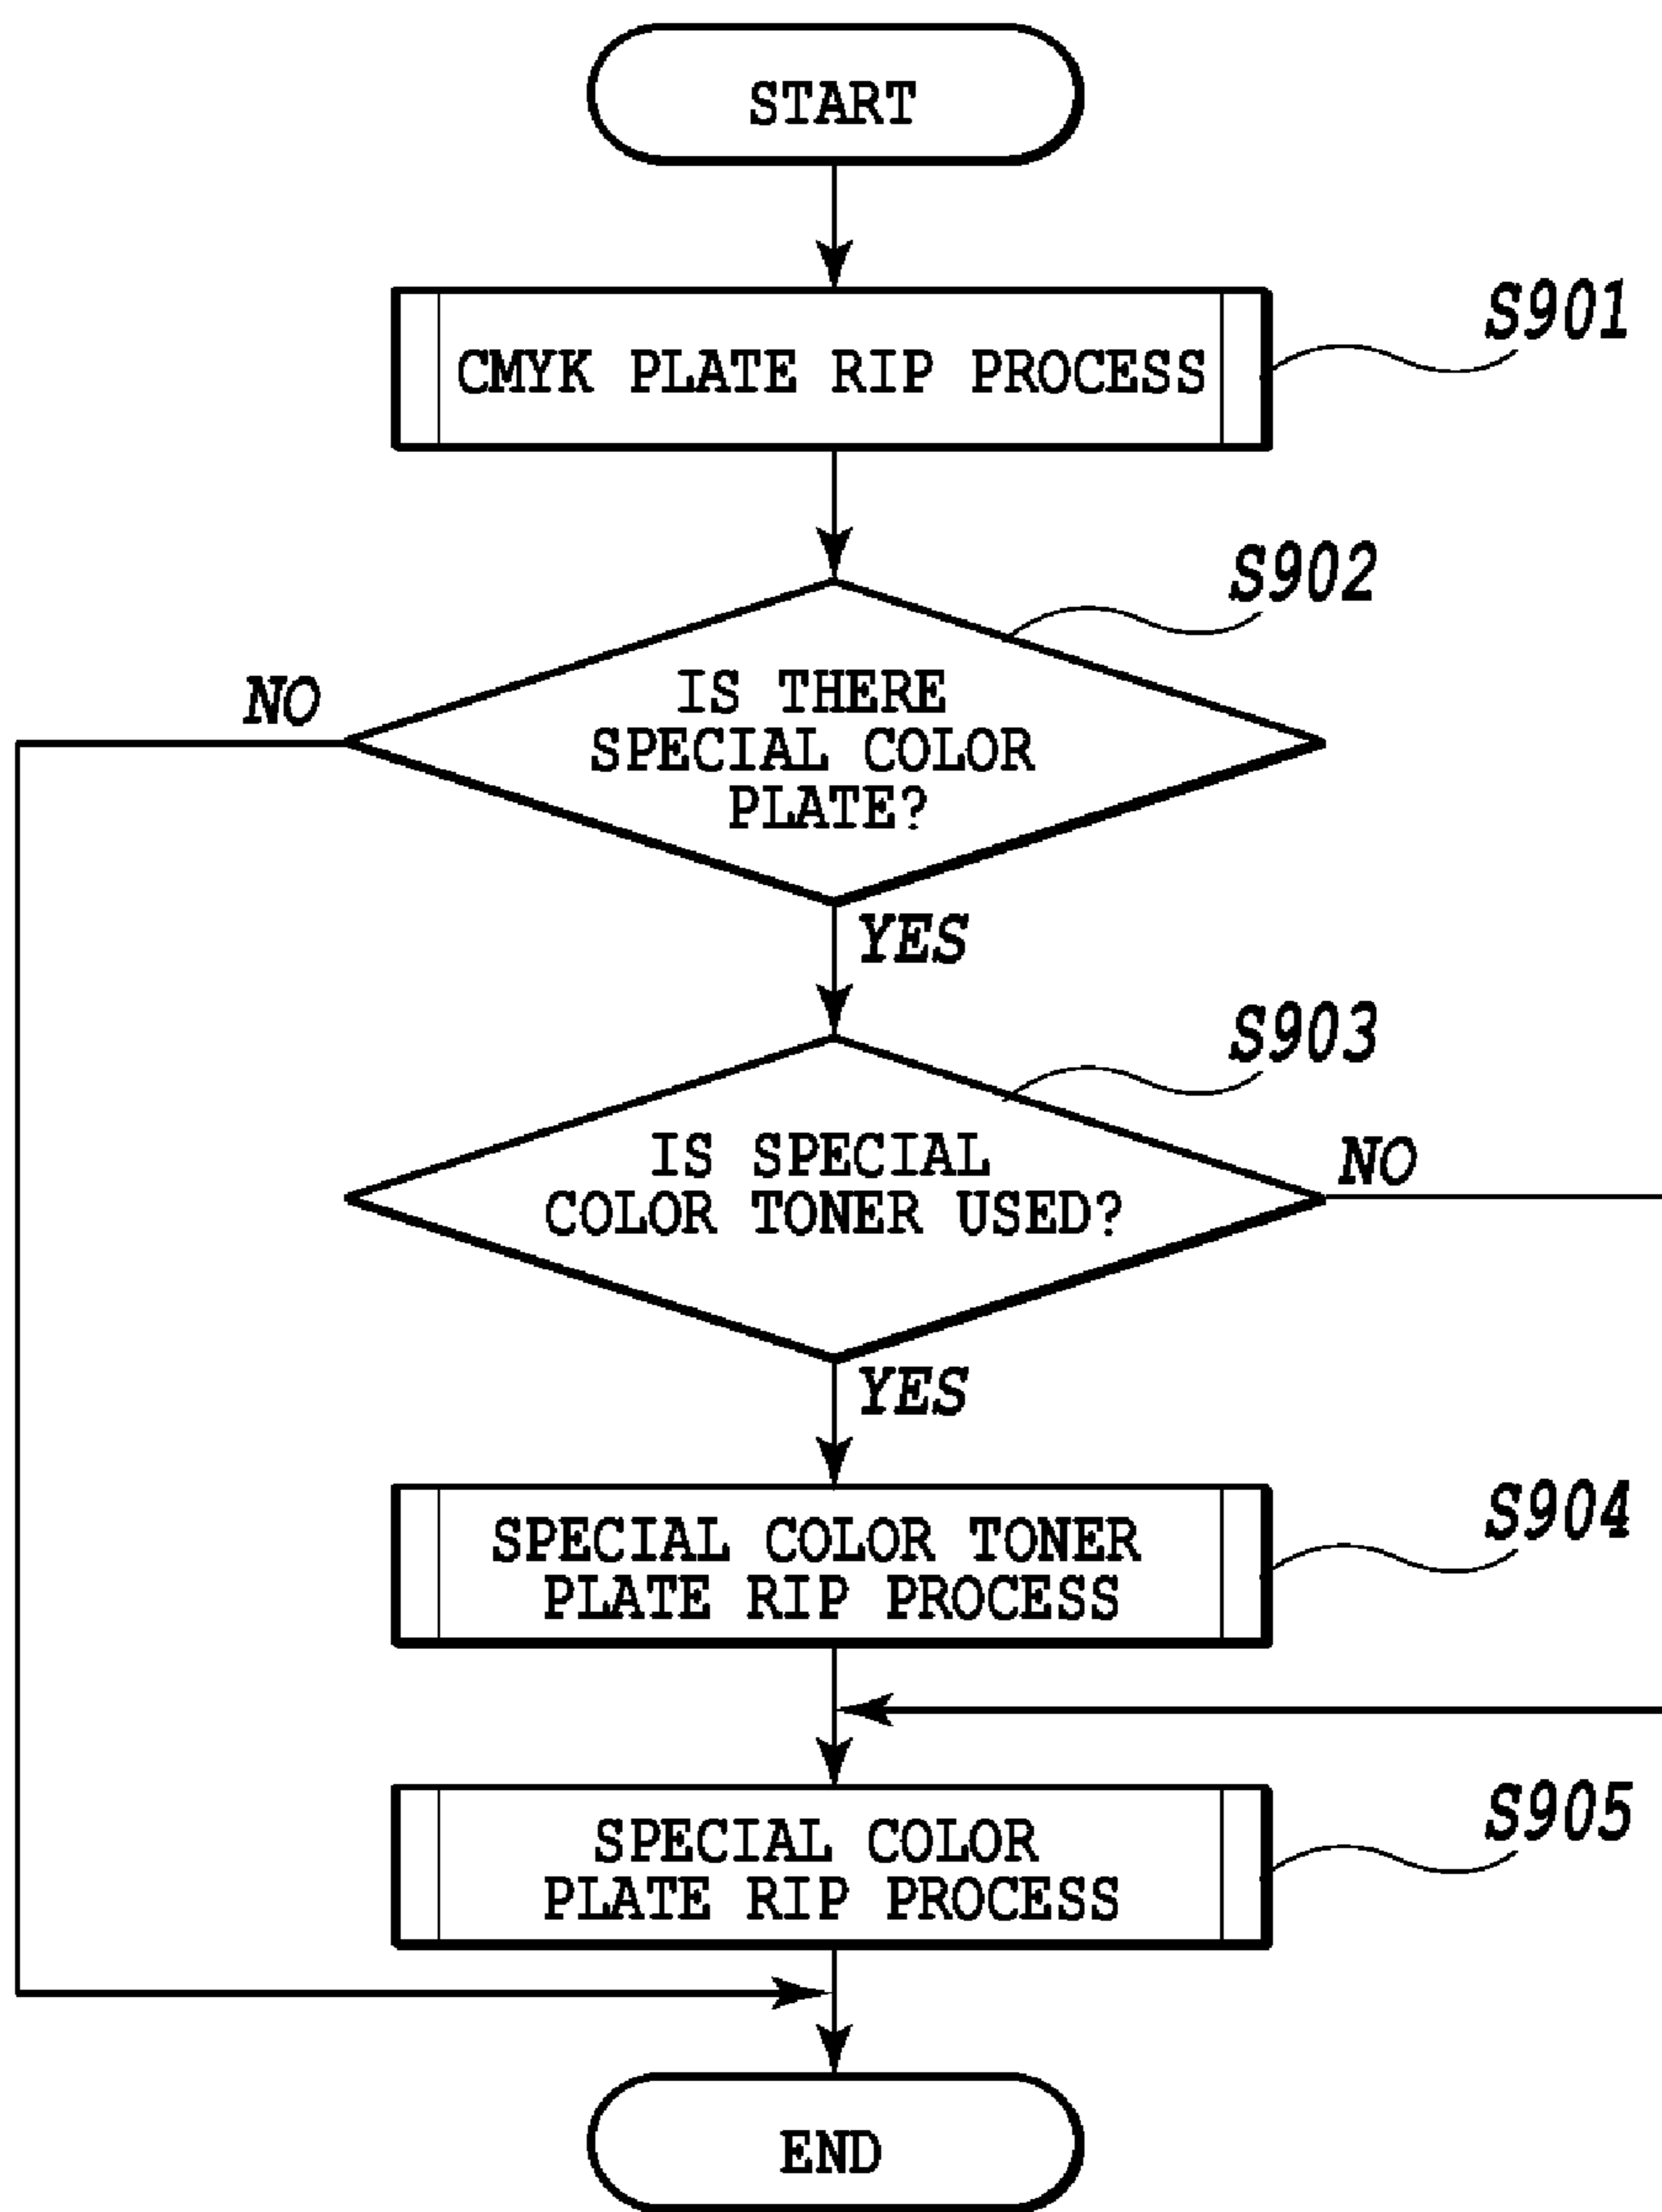 START
CMYK PLATE RIP PROCESS
S901
S902
IS THERE
SPECIAL COLOR
PLATE?
NO
YES
S903
IS SPECIAL
COLOR TONER USED?
NO
YES
SPECIAL COLOR TONER
PLATE RIP PROCESS
S904
SPECIAL COLOR
PLATE RIP PROCESS
S905
END